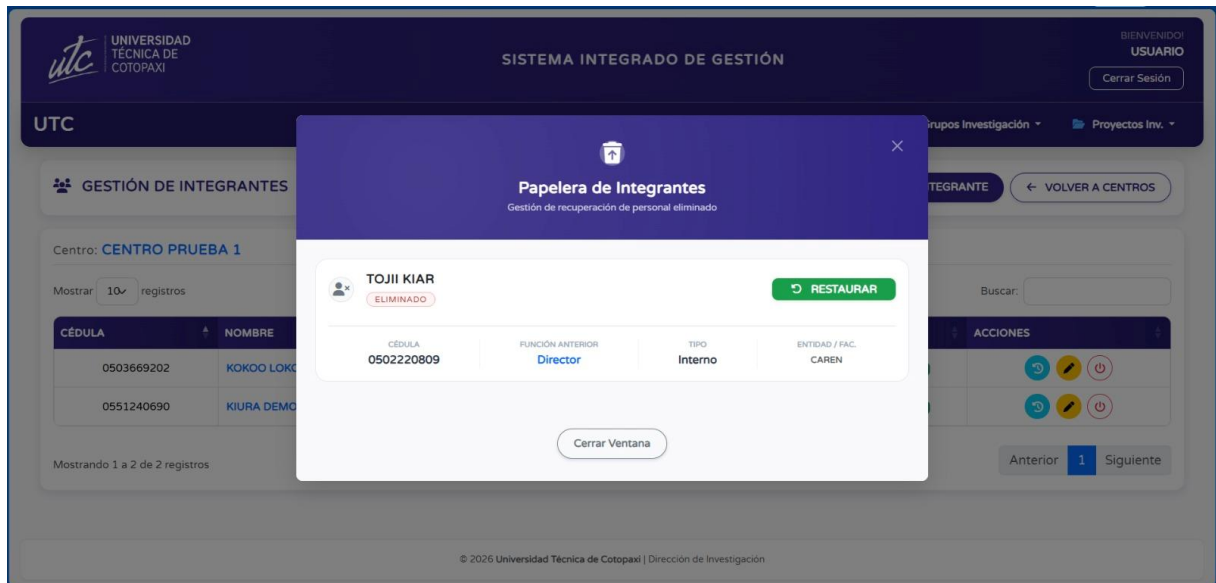 utc
UNIVERSIDAD
TÉCNICA DE
COTOPAXI
SISTEMA INTEGRADO DE GESTIÓN
BIENVENIDO!
USUARIO
Cerrar Sesión
UTC
Grupos Investigación
Proyectos Inv.
GESTIÓN DE INTEGRANTES
VOLVER A CENTROS
Papelera de Integrantes
Gestión de recuperación de personal eliminado
Centro: CENTRO PRUEBA 1
Mostrar 10 registros
Buscar:
TOJII KIAR
ELIMINADO
RESTAURAR
CÉDULA FUNCIÓN ANTERIOR TIPO ENTIDAD / FAC.
0502220809 Director Interno CAREN
CÉDULA NOMBRE ACCIONES
0503669202
0551240690 KIURA DEMO
Cerrar Ventana
Mostrando 1 a 2 de 2 registros
Anterior 1 Siguiente
© 2026 Universidad Técnica de Cotopaxi | Dirección de Investigación